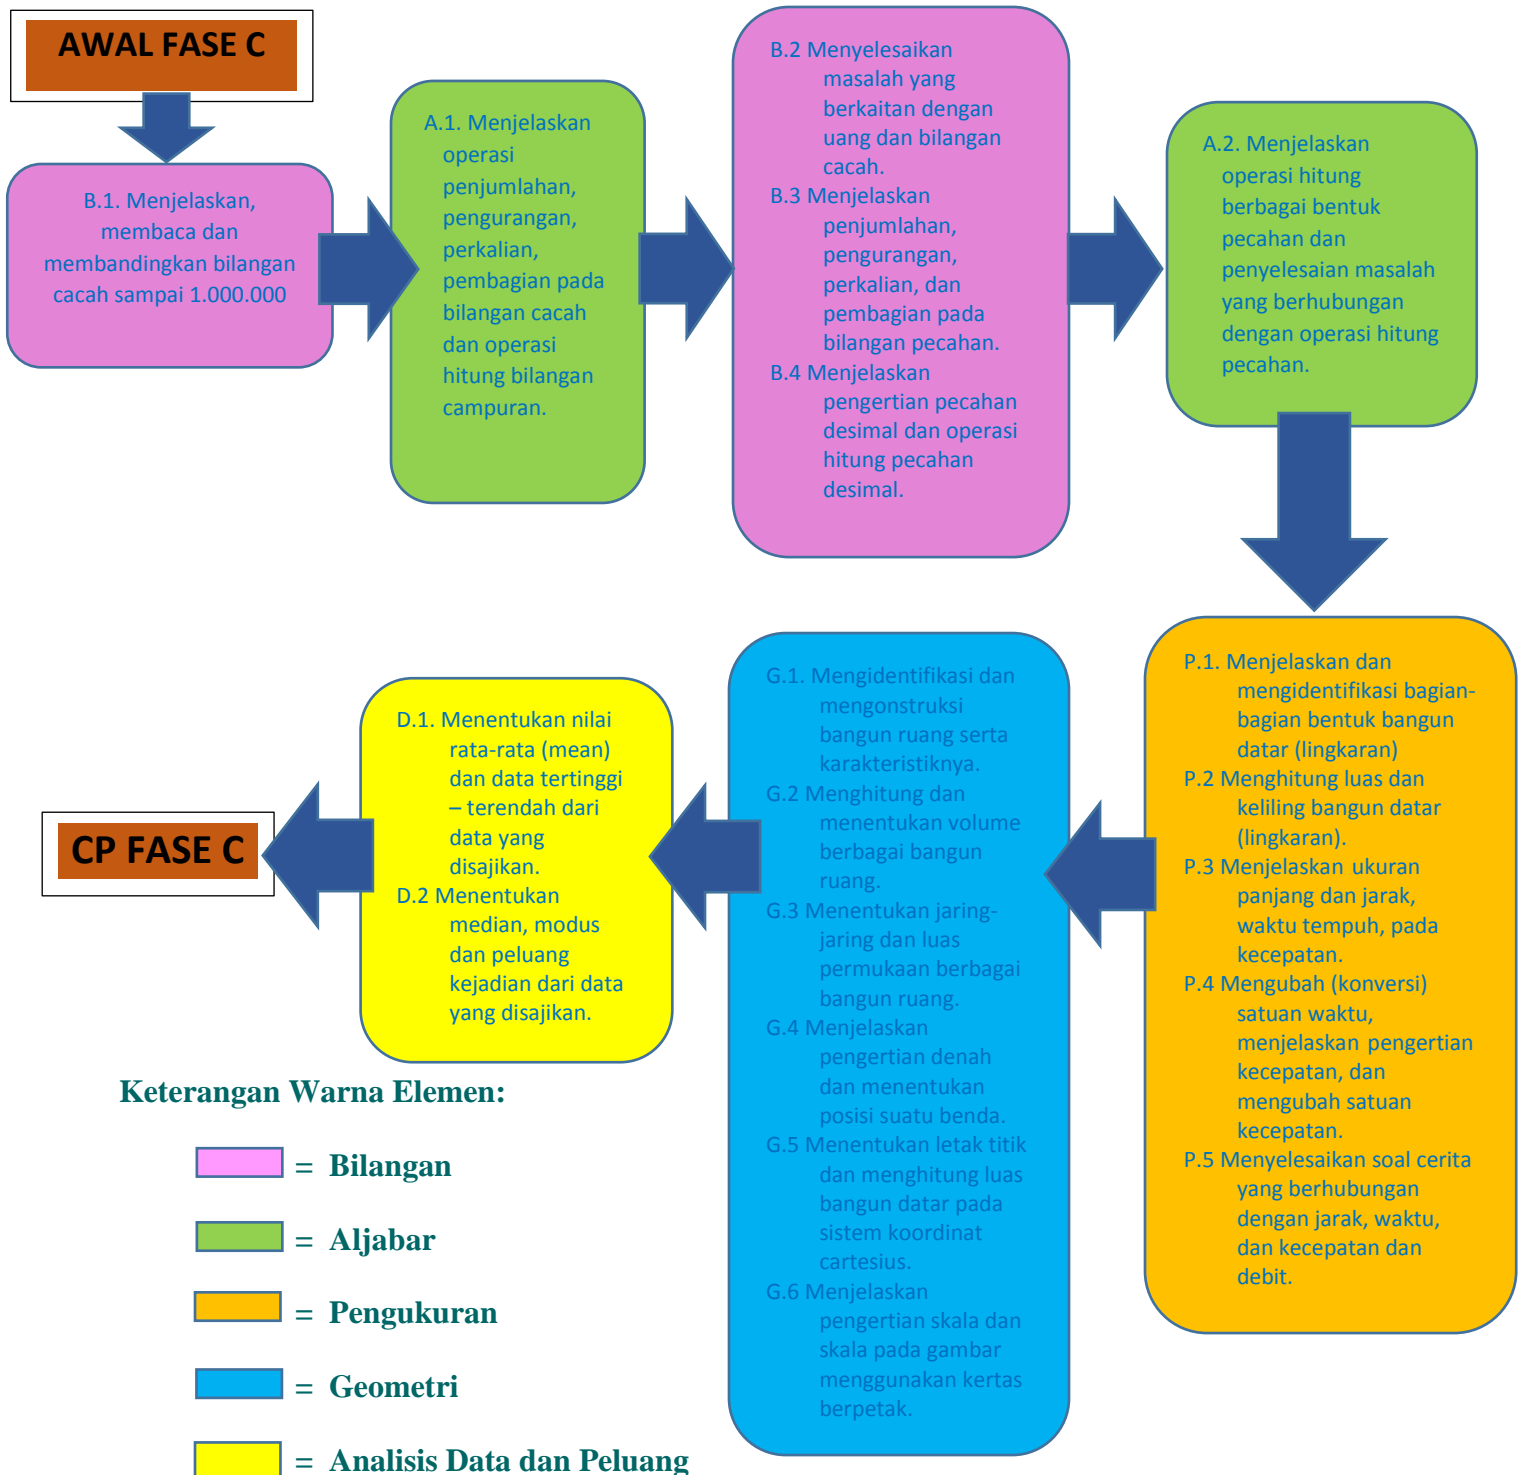 AWAL FASE C
B.1. Menjelaskan,
membaca dan
membandingkan bilangan
cacah sampai 1.000.000
A.1. Menjelaskan
operasi
penjumlahan,
pengurangan,
perkalian,
pembagian pada
bilangan cacah
dan operasi
hitung bilangan
campuran.
B.2 Menyelesaikan
masalah yang
berkaitan dengan
uang dan bilangan
cacah.
B.3 Menjelaskan
penjumlahan,
pengurangan,
perkalian, dan
pembagian pada
bilangan pecahan.
B.4 Menjelaskan
pengertian pecahan
desimal dan operasi
hitung pecahan
desimal.
A.2. Menjelaskan
operasi hitung
berbagai bentuk
pecahan dan
penyelesaian masalah
yang berhubungan
dengan operasi hitung
pecahan.
P.1. Menjelaskan dan
mengidentifikasi bagian-
bagian bentuk bangun
datar (lingkaran)
P.2 Menghitung luas dan
keliling bangun datar
(lingkaran).
P.3 Menjelaskan ukuran
panjang dan jarak,
waktu tempuh, pada
kecepatan.
P.4 Mengubah (konversi)
satuan waktu,
menjelaskan pengertian
kecepatan, dan
mengubah satuan
kecepatan.
P.5 Menyelesaikan soal cerita
yang berhubungan
dengan jarak, waktu,
dan kecepatan dan
debit.
G.1. Mengidentifikasi dan
mengonstruksi
bangun ruang serta
karakteristiknya.
G.2 Menghitung dan
menentukan volume
berbagai bangun
ruang.
G.3 Menentukan jaring-
jaring dan luas
permukaan berbagai
bangun ruang.
G.4 Menjelaskan
pengertian denah
dan menentukan
posisi suatu benda.
G.5 Menentukan letak titik
dan menghitung luas
bangun datar pada
sistem koordinat
cartesius.
G.6 Menjelaskan
pengertian skala dan
skala pada gambar
menggunakan kertas
berpetak.
D.1. Menentukan nilai
rata-rata (mean)
dan data tertinggi
– terendah dari
data yang
disajikan.
D.2 Menentukan
median, modus
dan peluang
kejadian dari data
yang disajikan.
CP FASE C
Keterangan Warna Elemen:
= Bilangan
= Aljabar
= Pengukuran
= Geometri
= Analisis Data dan Peluang